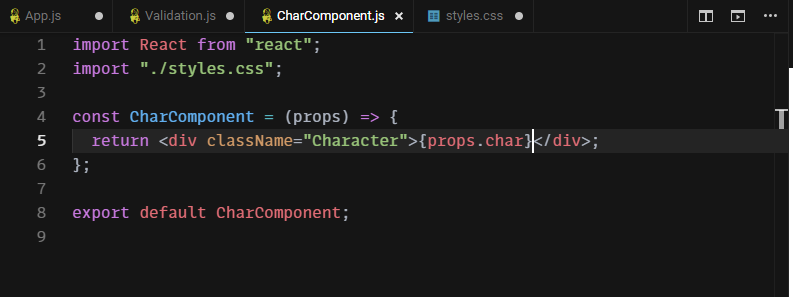 App.js Validation.js CharComponent.js styles.css
1 import React from "react";
2 import "./styles.css";
3
4 const CharComponent = (props) => {
5   return <div className="Character">{props.char}</div>;
6 };
7
8 export default CharComponent;
9